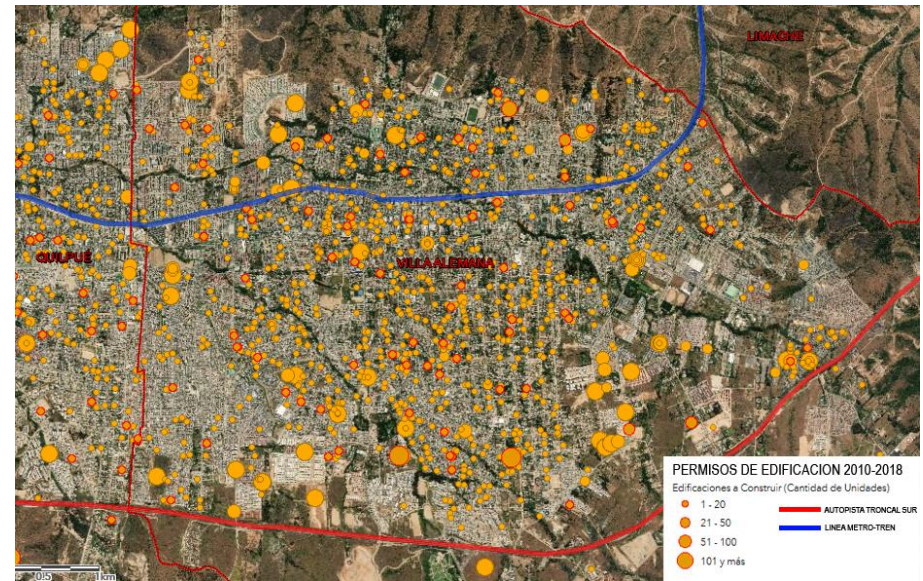 LIMACHE
QUILPUÉ
VILLA ALEMANA
PERMISOS DE EDIFICACION 2010-2018
Edificaciones a Construir (Cantidad de Unidades)
1 - 20
21 - 50
51 - 100
101 y más
AUTOPISTA TRONCAL SUR
LINEA METRO-TREN
0.5 1km